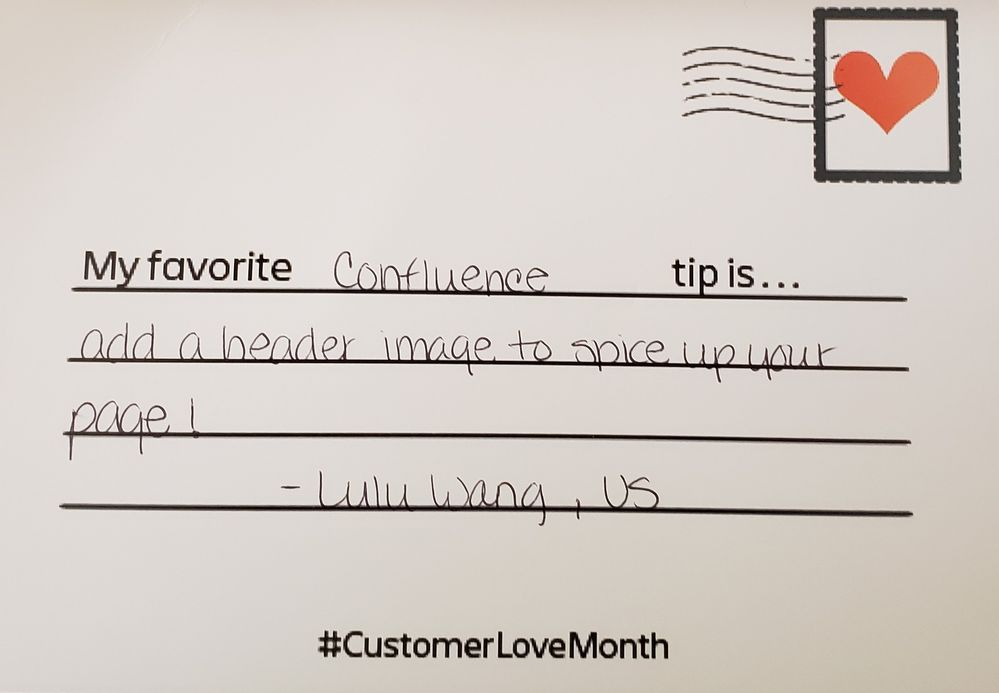 My favorite Confluence tip is...
add a header image to spice up your
page!
- Lulu Wang, US
#CustomerLoveMonth